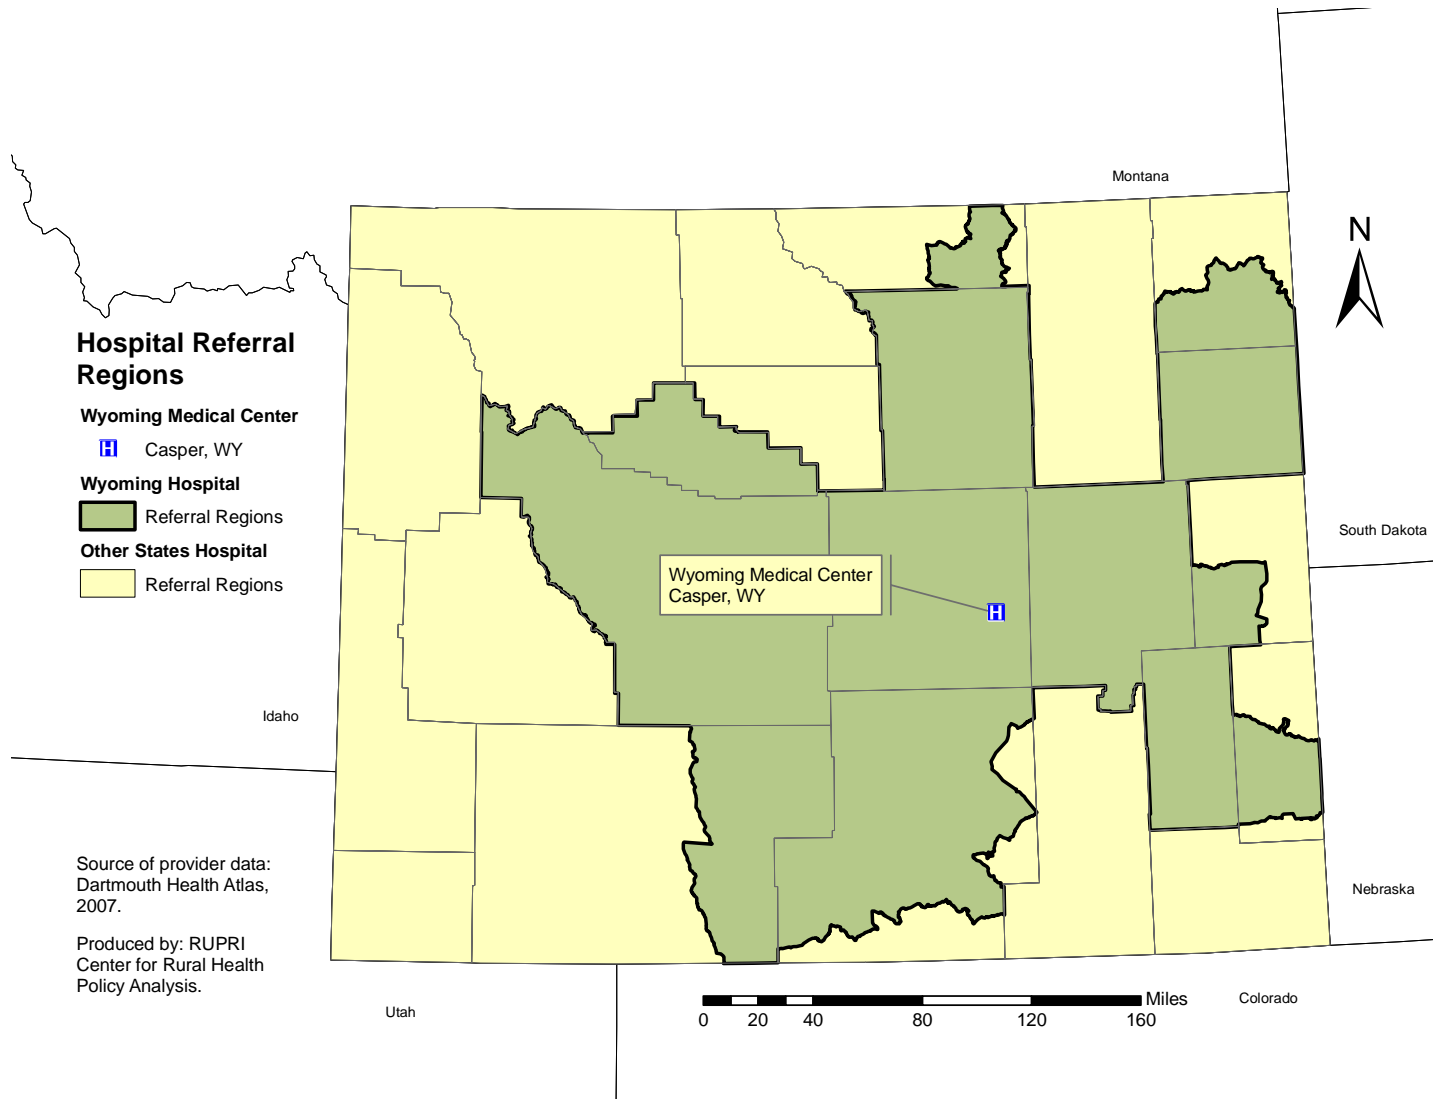 Montana
N
Hospital Referral
Regions
Wyoming Medical Center
H Casper, WY
Wyoming Hospital
Referral Regions
Other States Hospital
Referral Regions
South Dakota
Wyoming Medical Center
Casper, WY
H
Idaho
Source of provider data:
Dartmouth Health Atlas,
2007.
Nebraska
Produced by: RUPRI
Center for Rural Health
Policy Analysis.
Utah
Miles
Colorado
0 20 40 80 120 160